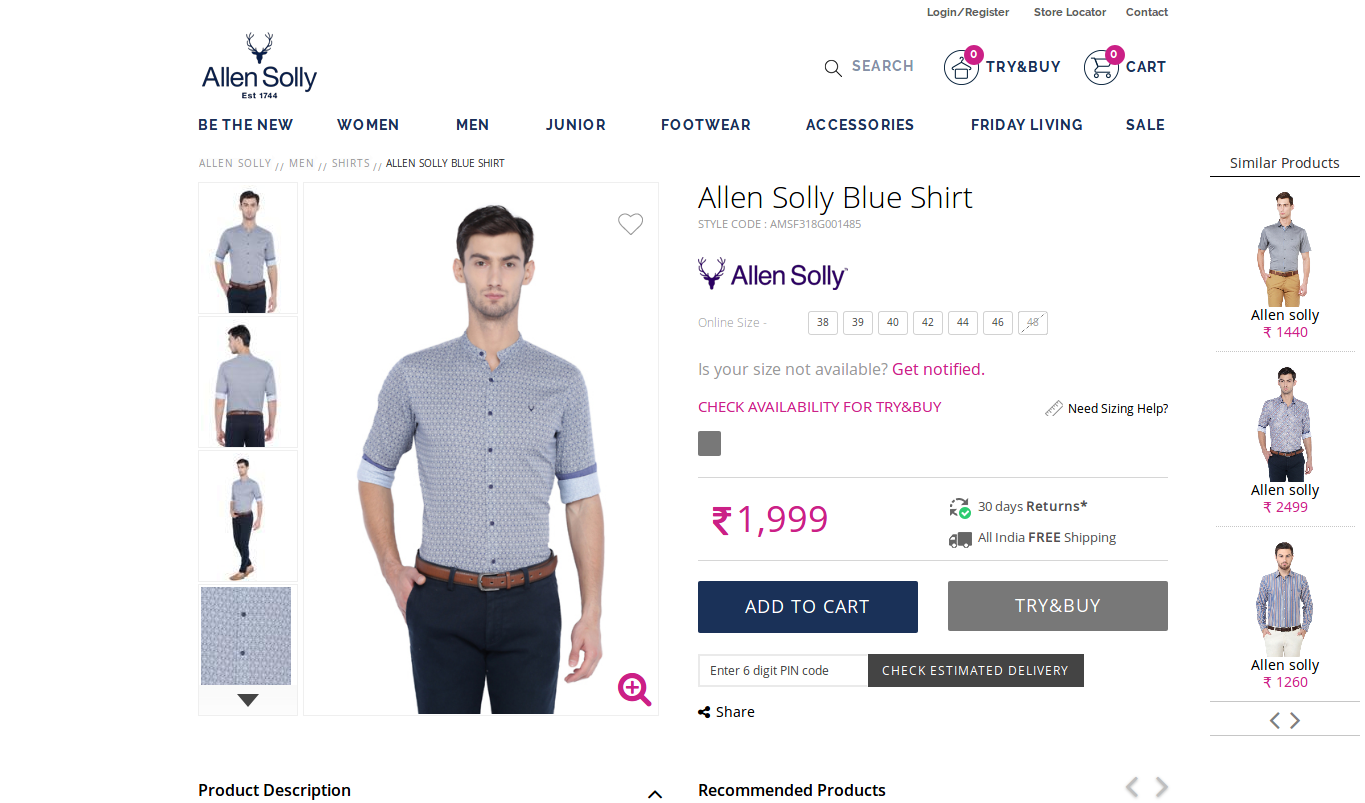 Login/Register Store Locator Contact
Allen Solly
Est 1744
SEARCH 0 TRY&BUY 0 CART
BE THE NEW WOMEN MEN JUNIOR FOOTWEAR ACCESSORIES FRIDAY LIVING SALE
ALLEN SOLLY // MEN // SHIRTS // ALLEN SOLLY BLUE SHIRT
Allen Solly Blue Shirt
STYLE CODE : AMSF318G001485
Allen Solly™
Online Size - 38 39 40 42 44 46 48
Is your size not available? Get notified.
CHECK AVAILABILITY FOR TRY&BUY Need Sizing Help?
₹ 1,999
30 days Returns*
All India FREE Shipping
ADD TO CART TRY&BUY
Enter 6 digit PIN code CHECK ESTIMATED DELIVERY
Share
Similar Products
Allen solly
₹ 1440
Allen solly
₹ 2499
Allen solly
₹ 1260
Product Description
Recommended Products